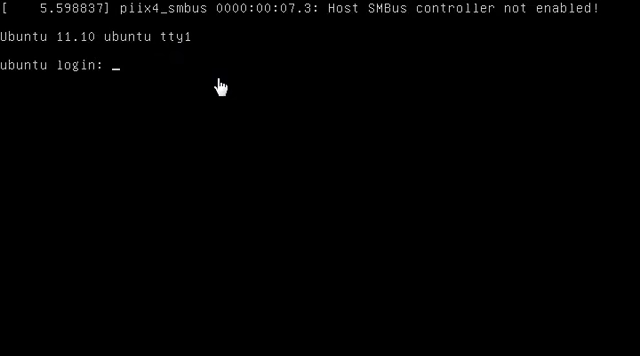 [    5.598837] piix4_smbus 0000:00:07.3: Host SMBus controller not enabled!
Ubuntu 11.10 ubuntu tty1
ubuntu login: _